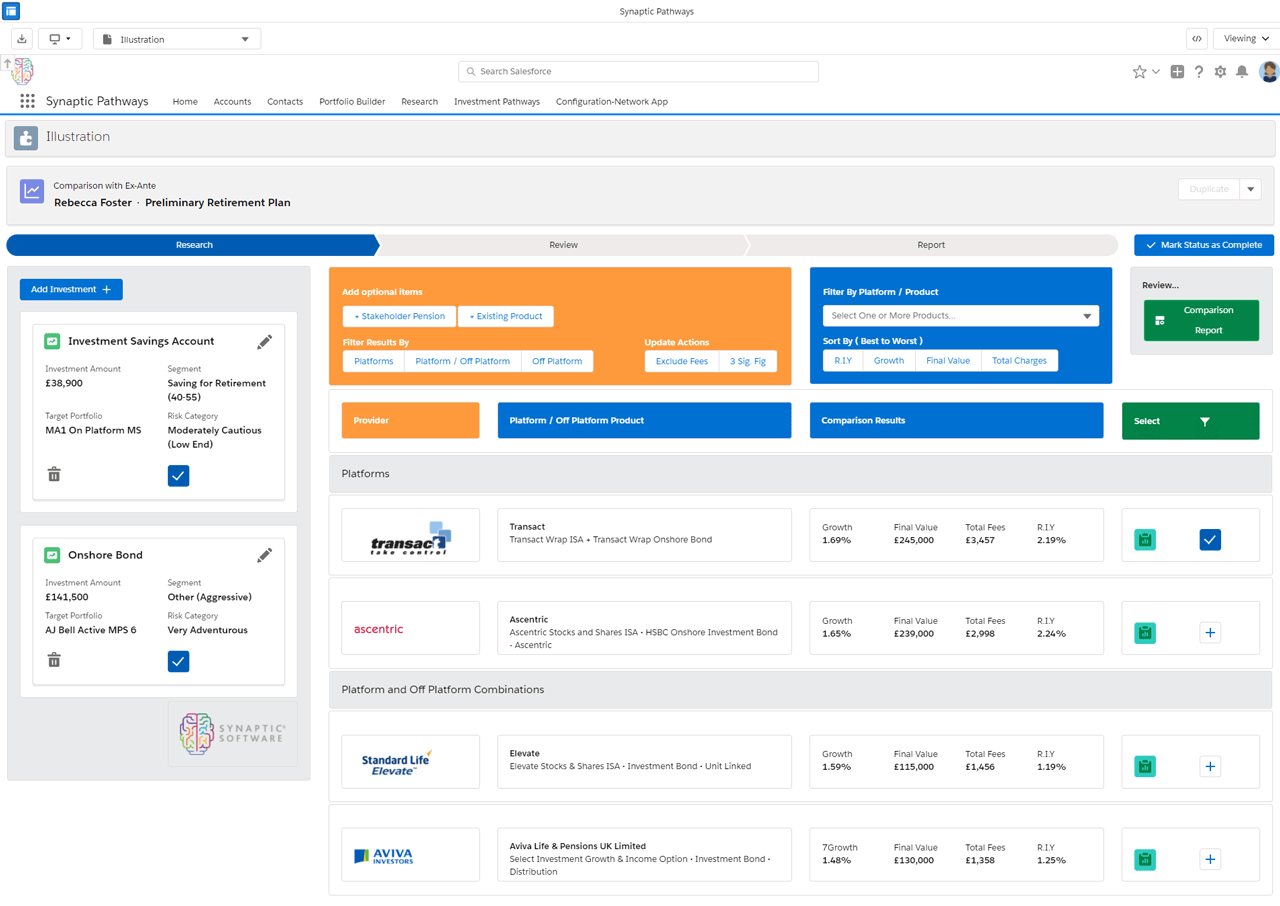 Synaptic Pathways
Illustration
Viewing
Search Salesforce
Synaptic Pathways
Home
Accounts
Contacts
Portfolio Builder
Research
Investment Pathways
Configuration-Network App
Illustration
Comparison with Ex-Ante
Rebecca Foster · Preliminary Retirement Plan
Duplicate
Research
Review
Report
Mark Status as Complete
Add Investment +
Investment Savings Account
Investment Amount
£38,900
Segment
Saving for Retirement
(40-55)
Target Portfolio
MA1 On Platform MS
Risk Category
Moderately Cautious
(Low End)
Onshore Bond
Investment Amount
£141,500
Segment
Other (Aggressive)
Target Portfolio
AJ Bell Active MPS 6
Risk Category
Very Adventurous
SYNAPTIC®
SOFTWARE
Add optional items
+ Stakeholder Pension
+ Existing Product
Filter Results By
Platforms
Platform / Off Platform
Off Platform
Update Actions
Exclude Fees
3 Sig. Fig
Filter By Platform / Product
Select One or More Products...
Sort By ( Best to Worst )
R.I.Y
Growth
Final Value
Total Charges
Review...
Comparison
Report
Provider
Platform / Off Platform Product
Comparison Results
Select
Platforms
transact
take control
Transact
Transact Wrap ISA + Transact Wrap Onshore Bond
Growth
1.69%
Final Value
£245,000
Total Fees
£3,457
R.I.Y
2.19%
ascentric
Ascentric
Ascentric Stocks and Shares ISA • HSBC Onshore Investment Bond
- Ascentric
Growth
1.65%
Final Value
£239,000
Total Fees
£2,998
R.I.Y
2.24%
Platform and Off Platform Combinations
Standard Life
Elevate™
Elevate
Elevate Stocks & Shares ISA • Investment Bond • Unit Linked
Growth
1.59%
Final Value
£115,000
Total Fees
£1,456
R.I.Y
1.19%
AVIVA
INVESTORS
Aviva Life & Pensions UK Limited
Select Investment Growth & Income Option • Investment Bond •
Distribution
7Growth
1.48%
Final Value
£130,000
Total Fees
£1,358
R.I.Y
1.25%